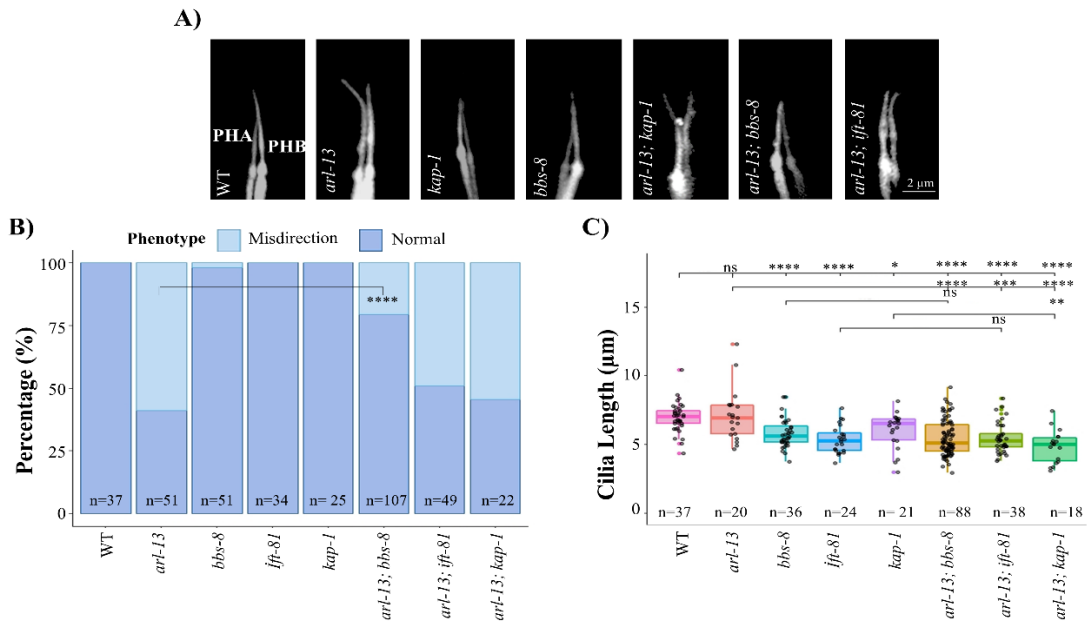 A)
PHA
PHB
WT
arl-13
kap-1
bbs-8
arl-13; kap-1
arl-13; bbs-8
arl-13; ift-81
2 µm
B)
Phenotype Misdirection Normal
****
Percentage (%)
100
75
50
25
0
n=37 n=51 n=51 n=34 n= 25 n=107 n=49 n=22
WT
arl-13
bbs-8
ift-81
kap-1
arl-13; bbs-8
arl-13; ift-81
arl-13; kap-1
C)
ns **** **** * **** **** ****
**** *** ****
ns **
ns
Cilia Length (µm)
15
10
5
0
n=37 n=20 n=36 n=24 n= 21 n=88 n=38 n=18
WT
arl-13
bbs-8
ift-81
kap-1
arl-13; bbs-8
arl-13; ift-81
arl-13; kap-1